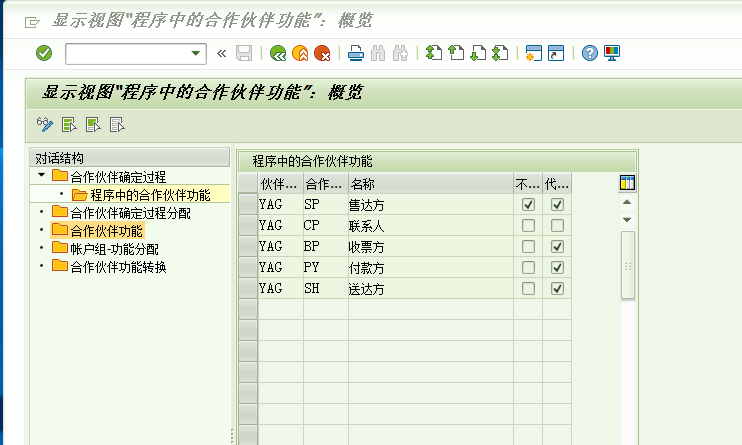 显示视图"程序中的合作伙伴功能": 概览
显示视图"程序中的合作伙伴功能": 概览
对话结构
合作伙伴确定过程
程序中的合作伙伴功能
合作伙伴确定过程分配
合作伙伴功能
帐户组-功能分配
合作伙伴功能转换
程序中的合作伙伴功能
伙伴... 合作... 名称 不... 代...
YAG SP 售达方
YAG CP 联系人
YAG BP 收票方
YAG PY 付款方
YAG SH 送达方